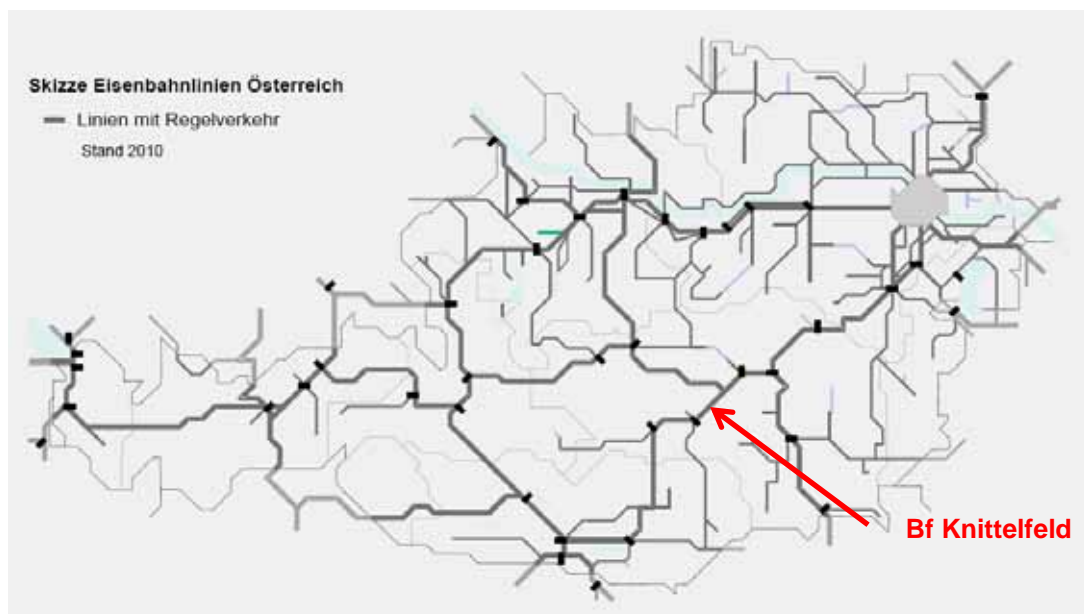 Skizze Eisenbahnlinien Österreich
Linien mit Regelverkehr
Stand 2010
Bf Knittelfeld